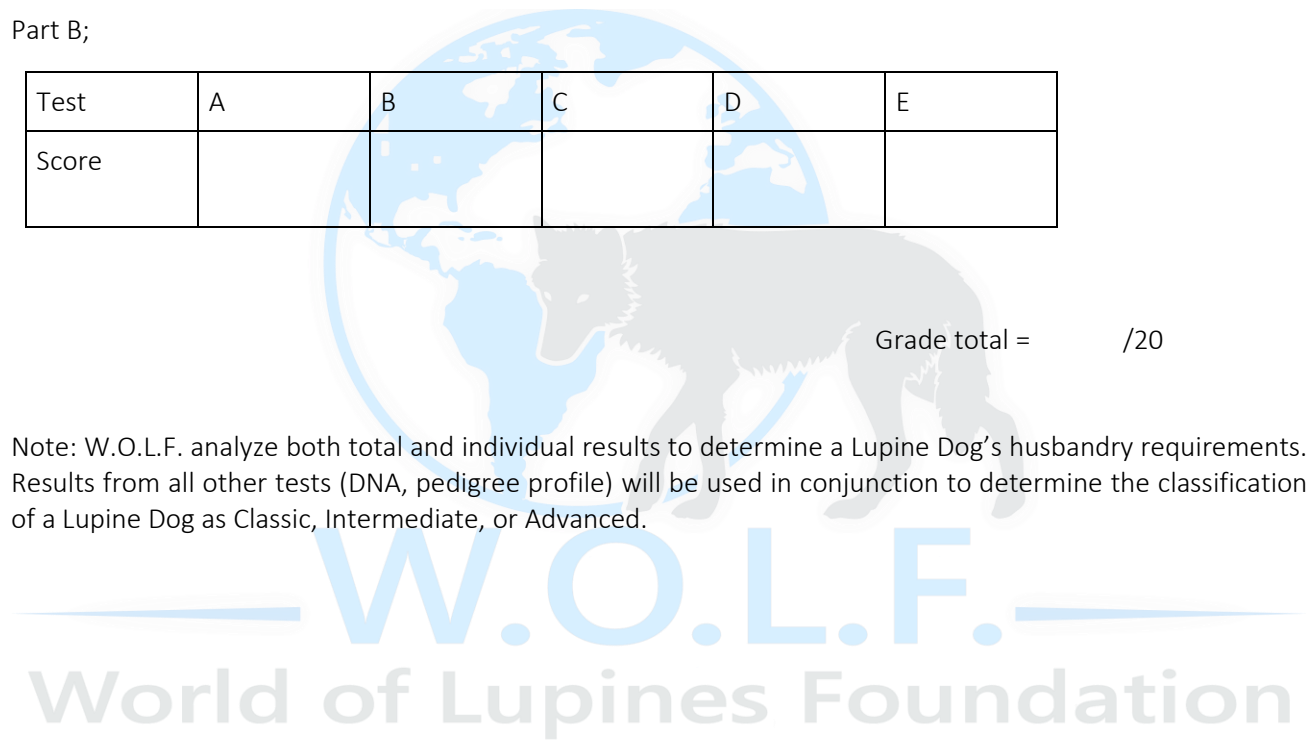 Part B;
Test A B C D E
Score
Grade total = /20
Note: W.O.L.F. analyze both total and individual results to determine a Lupine Dog’s husbandry requirements.
Results from all other tests (DNA, pedigree profile) will be used in conjunction to determine the classification
of a Lupine Dog as Classic, Intermediate, or Advanced.
W.O.L.F.
World of Lupines Foundation